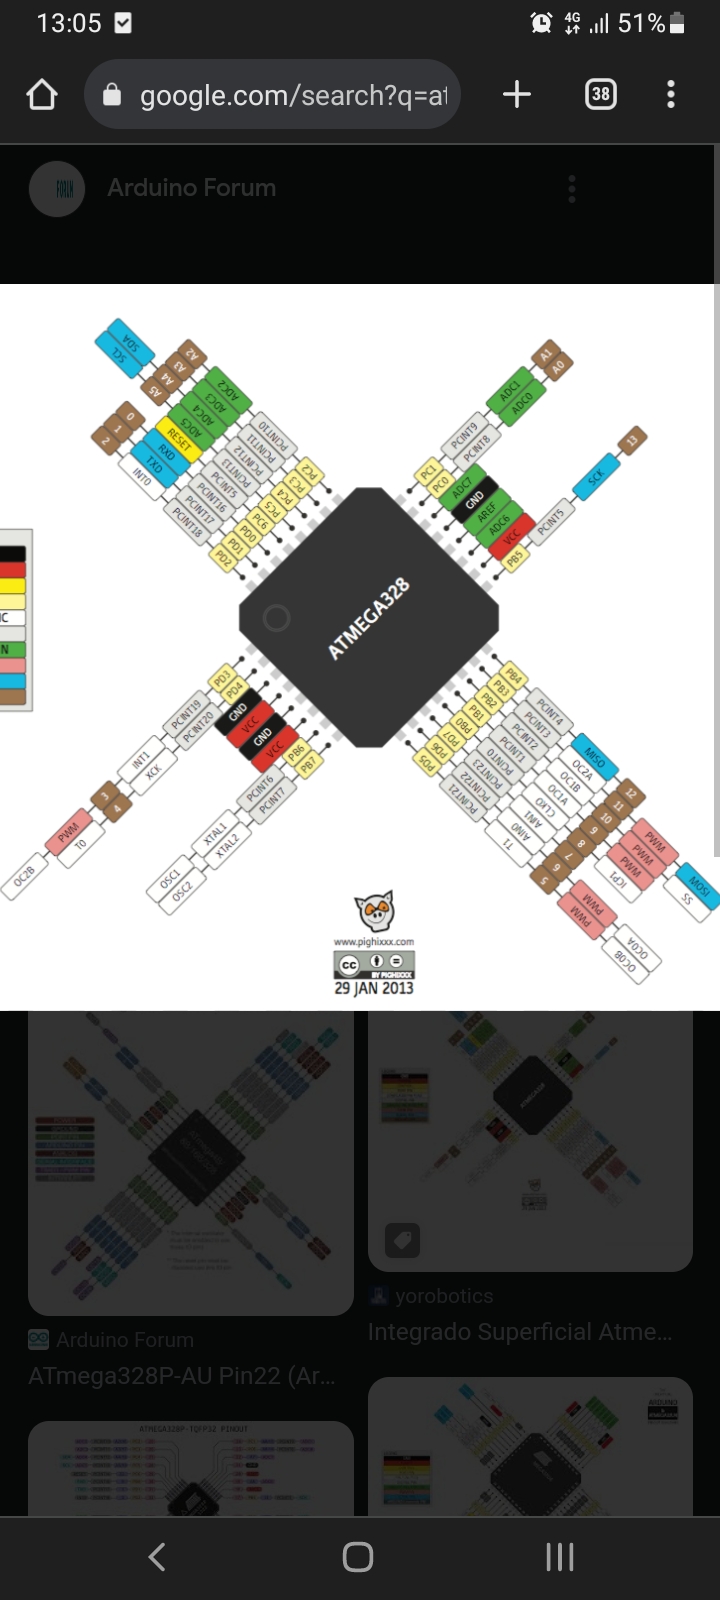 13:05
4G
51%
google.com/search?q=at
38
FORUM
Arduino Forum
SDA
SCL
A2
A3
A4
A5
ADC2
ADC3
ADC4
ADC5
RESET
0
1
2
RXD
TXD
INT0
PCINT10
PCINT11
PCINT12
PCINT13
PCINT5
PCINT16
PCINT17
PCINT18
PC2
PC3
PC4
PC5
PC6
PD0
PD1
PD2
A1
A0
ADC1
ADC0
PCINT9
PCINT8
PC1
PC0
ADC7
GND
AREF
ADC6
VCC
PB5
PCINT5
SCK
13
ATMEGA328
PD3
PD4
GND
VCC
GND
VCC
PB6
PB7
PCINT19
PCINT20
INT1
XCK
3
4
PWM
T0
OC2B
PCINT6
PCINT7
XTAL1
XTAL2
OSC1
OSC2
PB4
PB3
PB2
PB1
PB0
PD7
PD6
PD5
PCINT4
PCINT3
PCINT2
PCINT1
PCINT0
PCINT23
PCINT22
PCINT21
MISO
OC2A
OC1B
OC1A
CLKO
AIN1
AIN0
T1
12
11
10
9
8
7
6
5
PWM
PWM
PWM
ICP1
MOSI
SS
PWM
PWM
OC0A
OC0B
C
N
www.pighixxx.com
cc
BY PIGHIXXX
29 JAN 2013
Arduino Forum
ATmega328P-AU Pin22 (Ar...
yorobotics
Integrado Superficial Atme...
ATMEGA328P-TQFP32 PINOUT